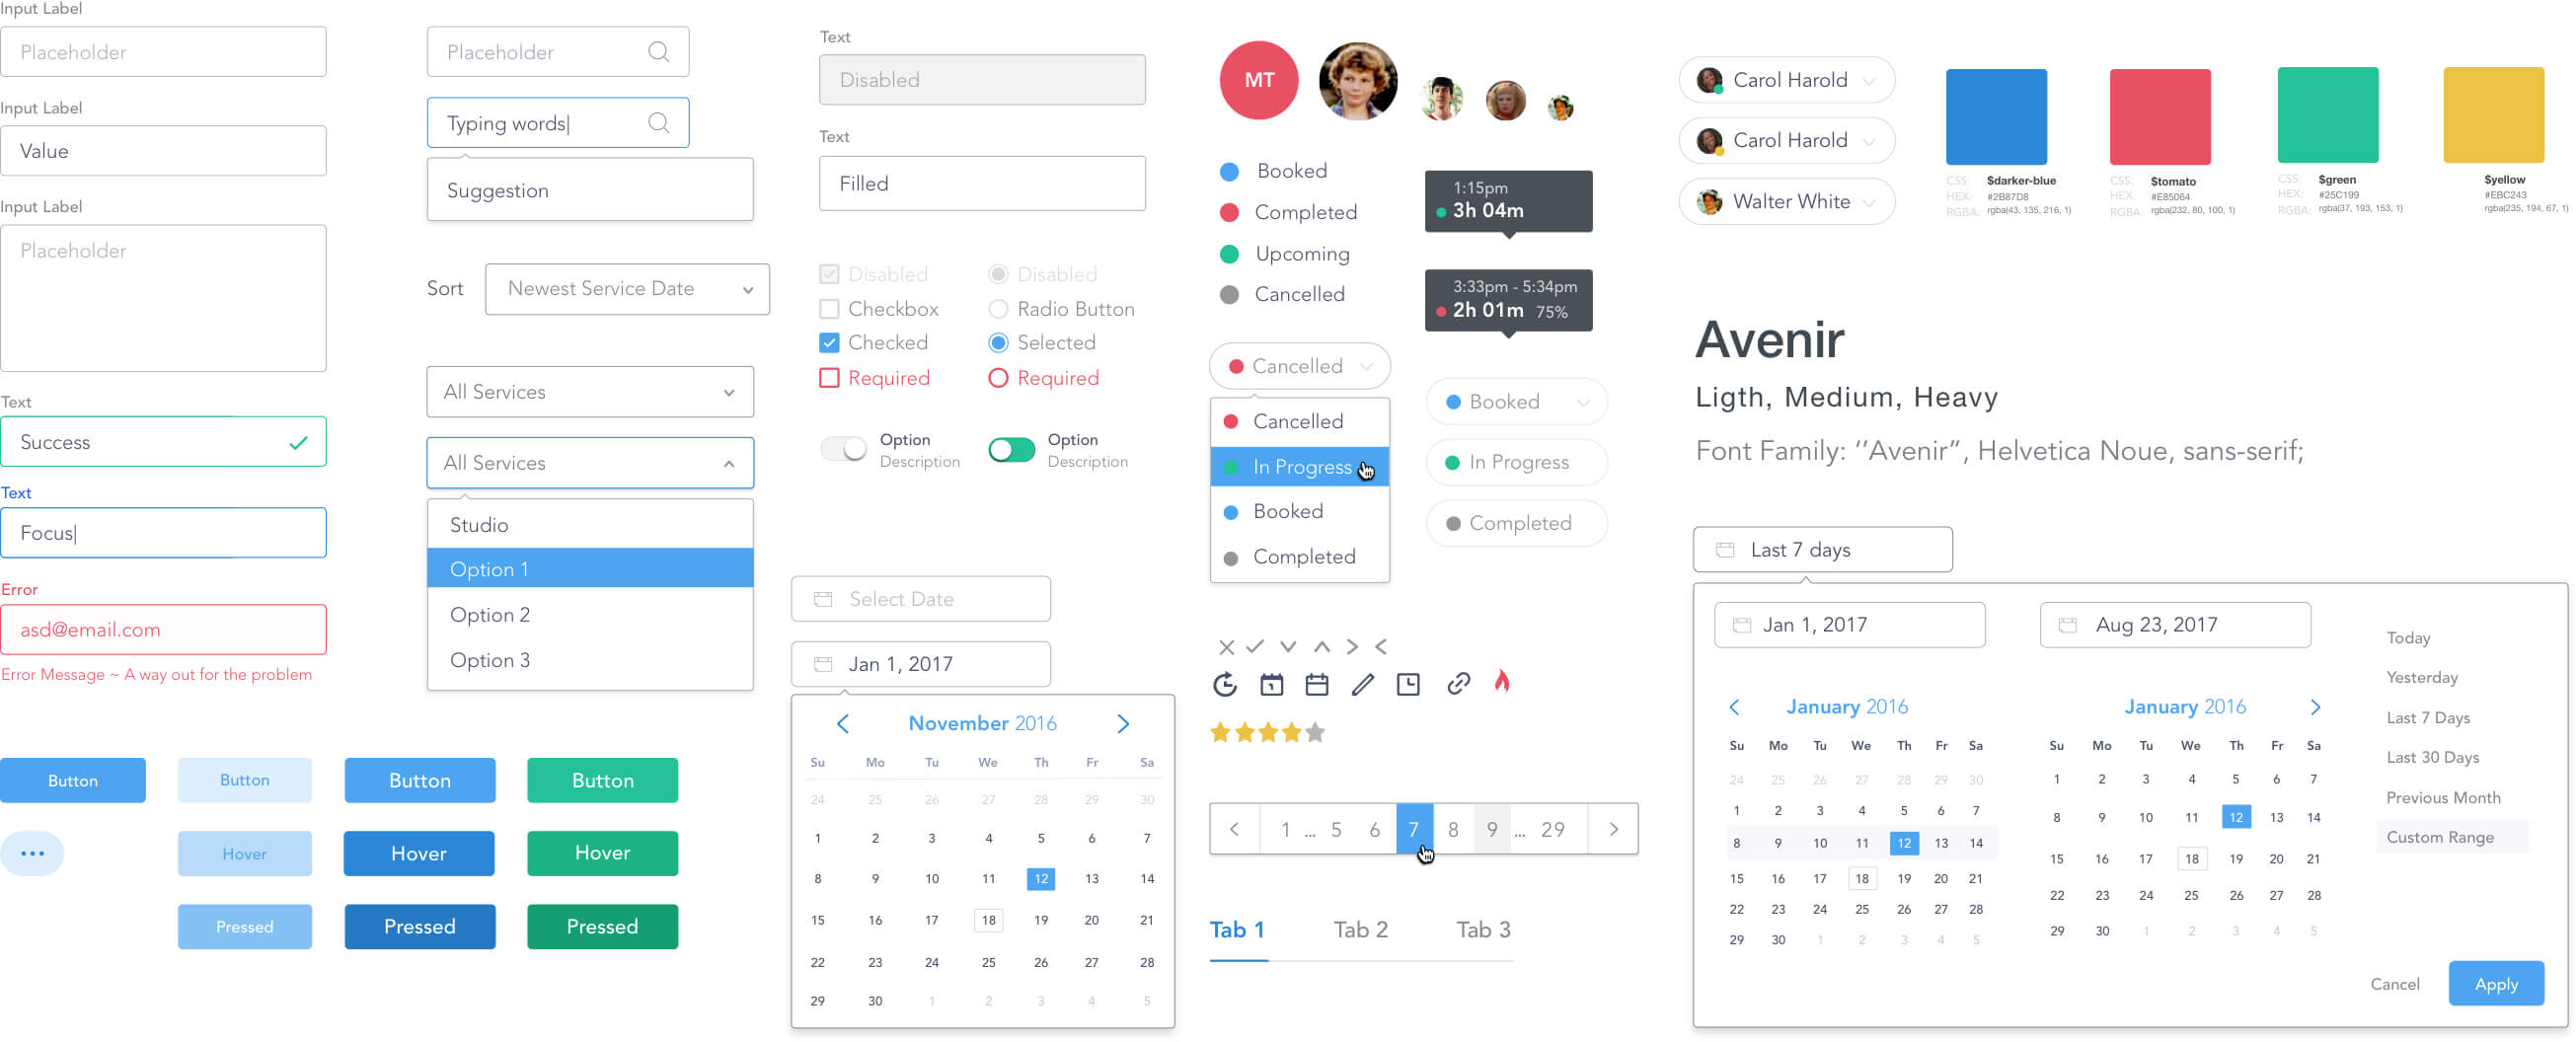 Input Label
Placeholder
Input Label
Value
Input Label
Placeholder
Text
Success
Text
Focus
Error
asd@email.com
Error Message ~ A way out for the problem
Button
Button
Button
Button
Hover
Hover
Hover
Pressed
Pressed
Pressed
Placeholder
Typing words
Suggestion
Sort
Newest Service Date
All Services
All Services
Studio
Option 1
Option 2
Option 3
Text
Disabled
Text
Filled
Disabled
Disabled
Checkbox
Radio Button
Checked
Selected
Required
Required
Option
Description
Option
Description
Select Date
Jan 1, 2017
November 2016
Su Mo Tu We Th Fr Sa
24 25 26 27 28 29 30
1 2 3 4 5 6 7
8 9 10 11 12 13 14
15 16 17 18 19 20 21
22 23 24 25 26 27 28
29 30 1 2 3 4 5
MT
Booked
Completed
Upcoming
Cancelled
1:15pm
3h 04m
3:33pm - 5:34pm
2h 01m 75%
Cancelled
Cancelled
In Progress
Booked
Completed
Booked
In Progress
Completed
1 ... 5 6 7 8 9 ... 29
Tab 1 Tab 2 Tab 3
Carol Harold
Carol Harold
Walter White
CSS: $darker-blue
HEX: #2B87D8
RGBA: rgba(43, 135, 216, 1)
CSS: $tomato
HEX: #E85064
RGBA: rgba(232, 80, 100, 1)
CSS: $green
HEX: #25C199
RGBA: rgba(37, 193, 153, 1)
$yellow
#EBC243
rgba(235, 194, 67, 1)
Avenir
Ligth, Medium, Heavy
Font Family: ‘‘Avenir”, Helvetica Noue, sans-serif;
Last 7 days
Jan 1, 2017
Aug 23, 2017
January 2016
Su Mo Tu We Th Fr Sa
24 25 26 27 28 29 30
1 2 3 4 5 6 7
8 9 10 11 12 13 14
15 16 17 18 19 20 21
22 23 24 25 26 27 28
29 30 1 2 3 4 5
January 2016
Su Mo Tu We Th Fr Sa
1 2 3 4 5 6 7
8 9 10 11 12 13 14
15 16 17 18 19 20 21
22 23 24 25 26 27 28
29 30 1 2 3 4 5
Today
Yesterday
Last 7 Days
Last 30 Days
Previous Month
Custom Range
Cancel
Apply